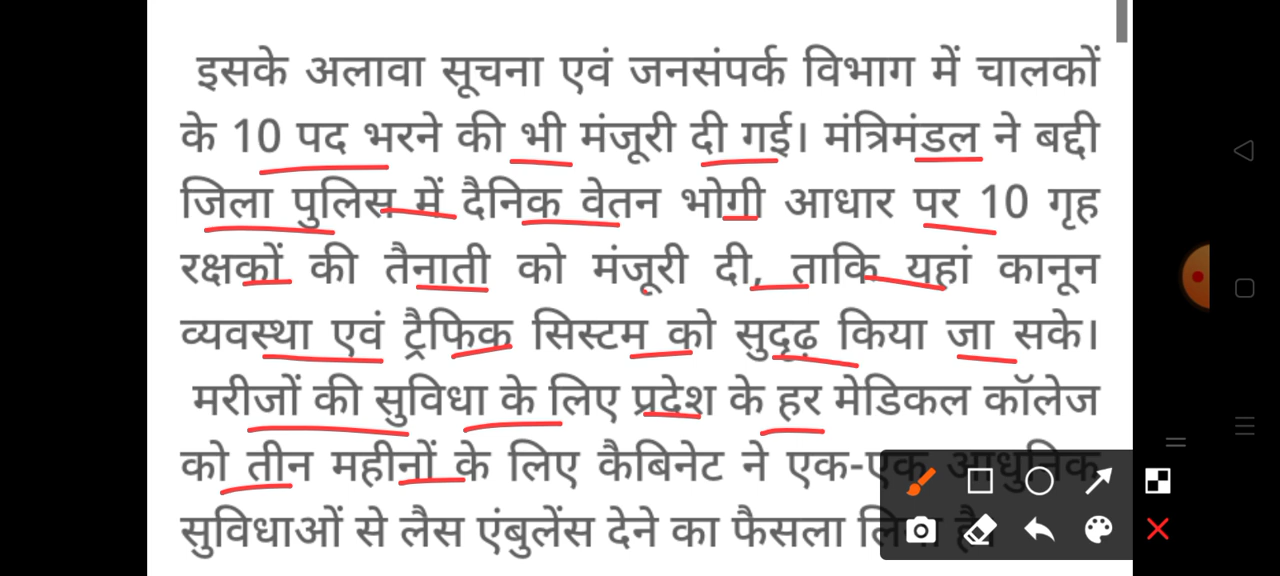 इसके अलावा सूचना एवं जनसंपर्क विभाग में चालकों
के 10 पद भरने की भी मंजूरी दी गई। मंत्रिमंडल ने बद्दी
जिला पुलिस में दैनिक वेतन भोगी आधार पर 10 गृह
रक्षकों की तैनाती को मंजूरी दी, ताकि यहां कानून
व्यवस्था एवं ट्रैफिक सिस्टम को सुदृढ़ किया जा सके।
मरीजों की सुविधा के लिए प्रदेश के हर मेडिकल कॉलेज
को तीन महीनों के लिए कैबिनेट ने एक-एक आधुनिक
सुविधाओं से लैस एंबुलेंस देने का फैसला लिया है।